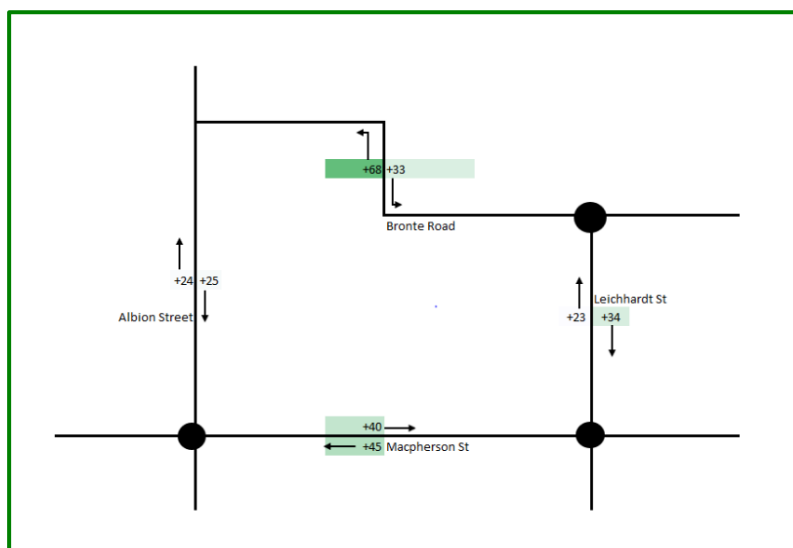 +68 +33
Bronte Road
+24 +25
Leichhardt St
Albion Street
+23 +34
+40
+45 Macpherson St